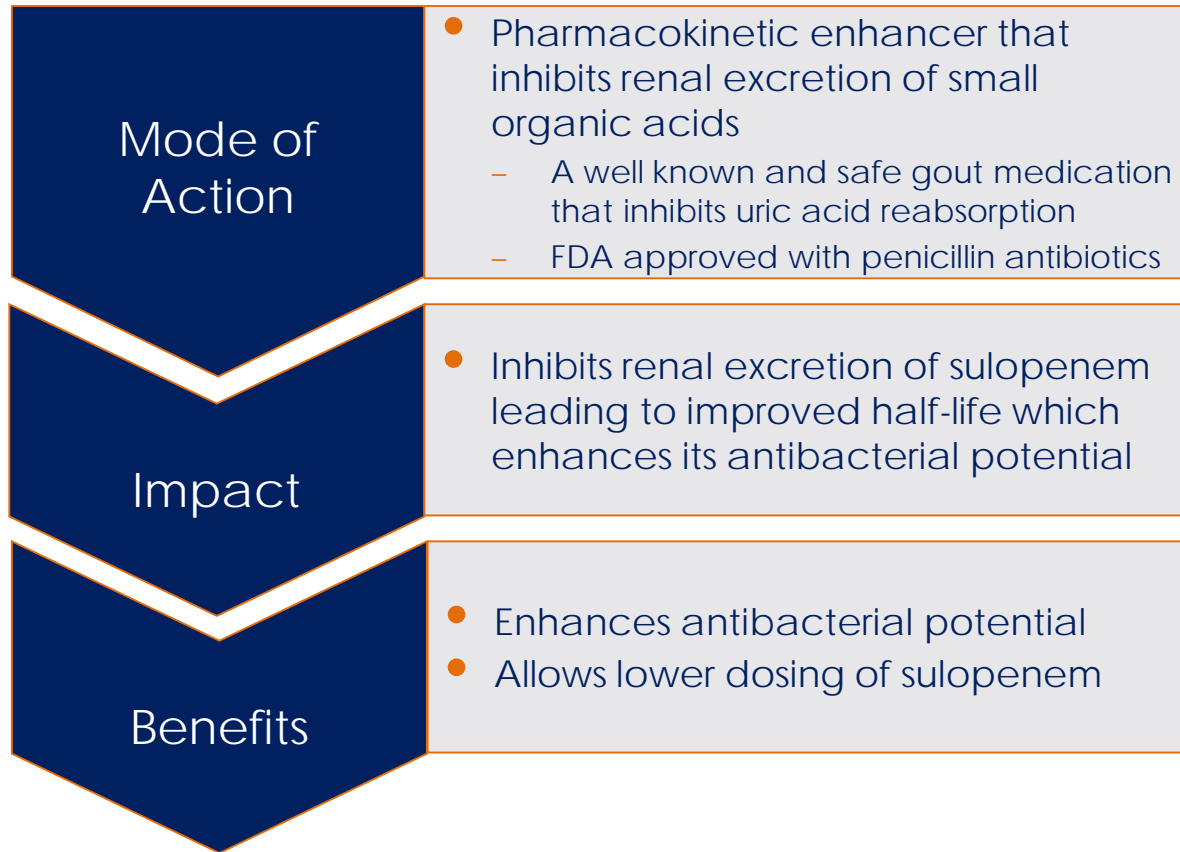 Mode of
Action
• Pharmacokinetic enhancer that
inhibits renal excretion of small
organic acids
– A well known and safe gout medication
that inhibits uric acid reabsorption
– FDA approved with penicillin antibiotics
Impact
• Inhibits renal excretion of sulopenem
leading to improved half-life which
enhances its antibacterial potential
Benefits
• Enhances antibacterial potential
• Allows lower dosing of sulopenem